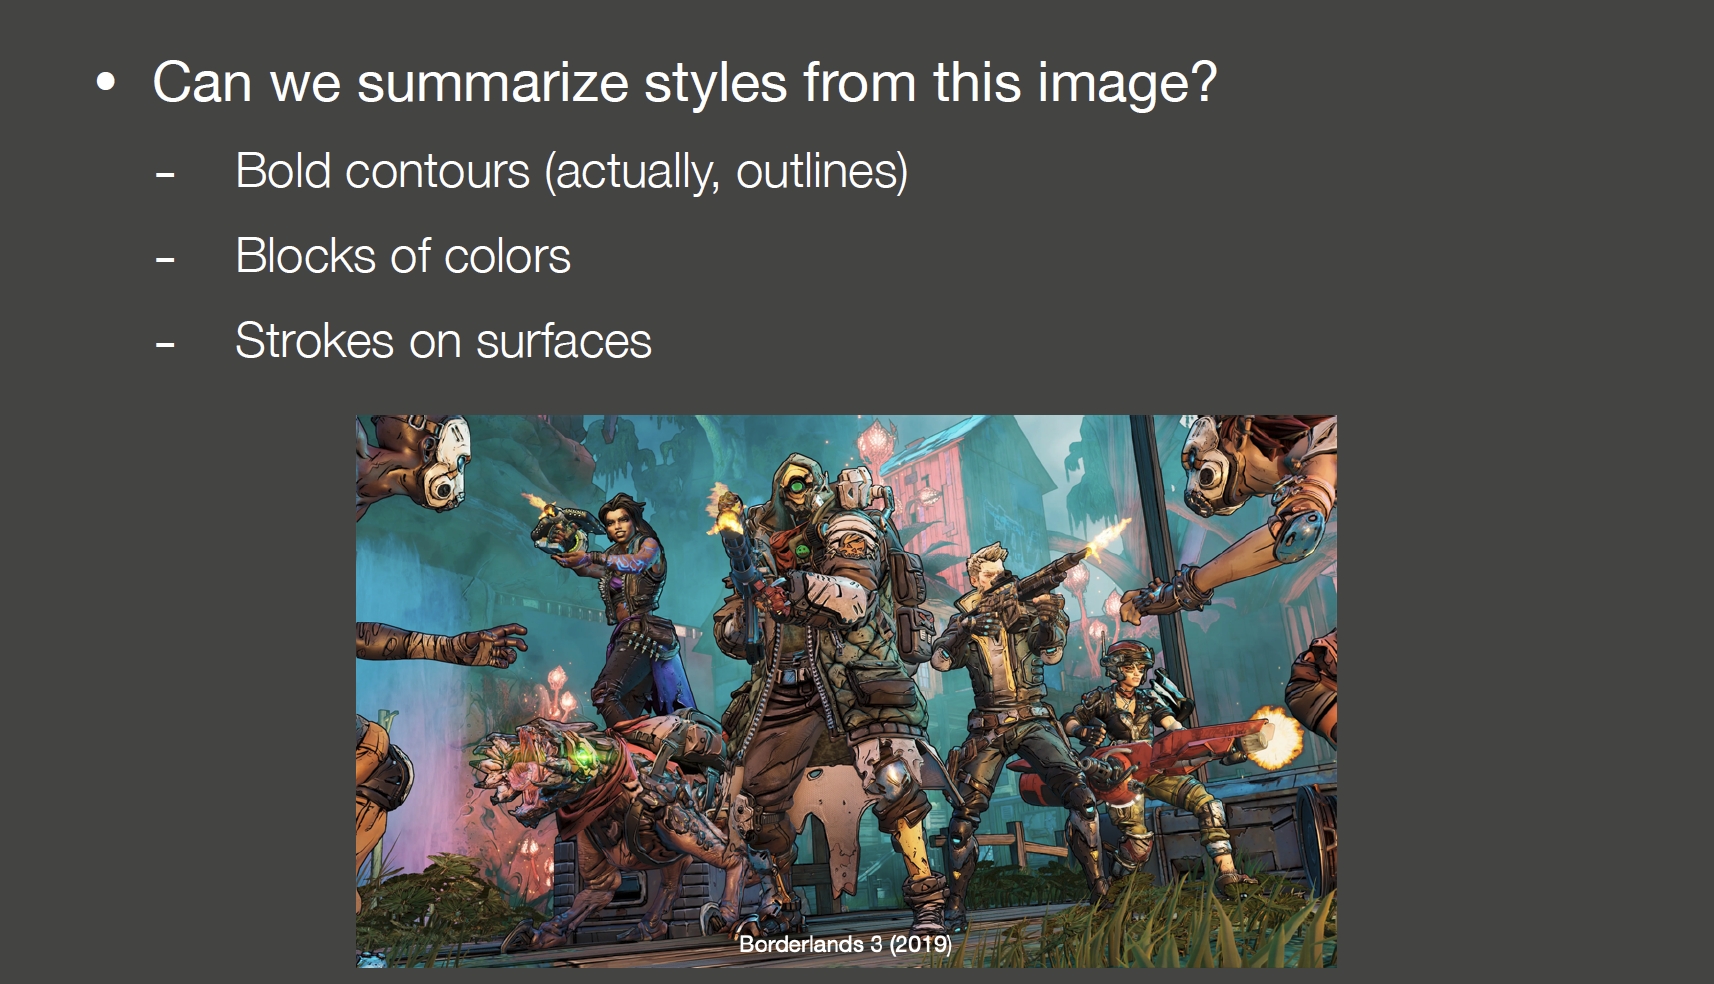 • Can we summarize styles from this image?
- Bold contours (actually, outlines)
- Blocks of colors
- Strokes on surfaces
Borderlands 3 (2019)